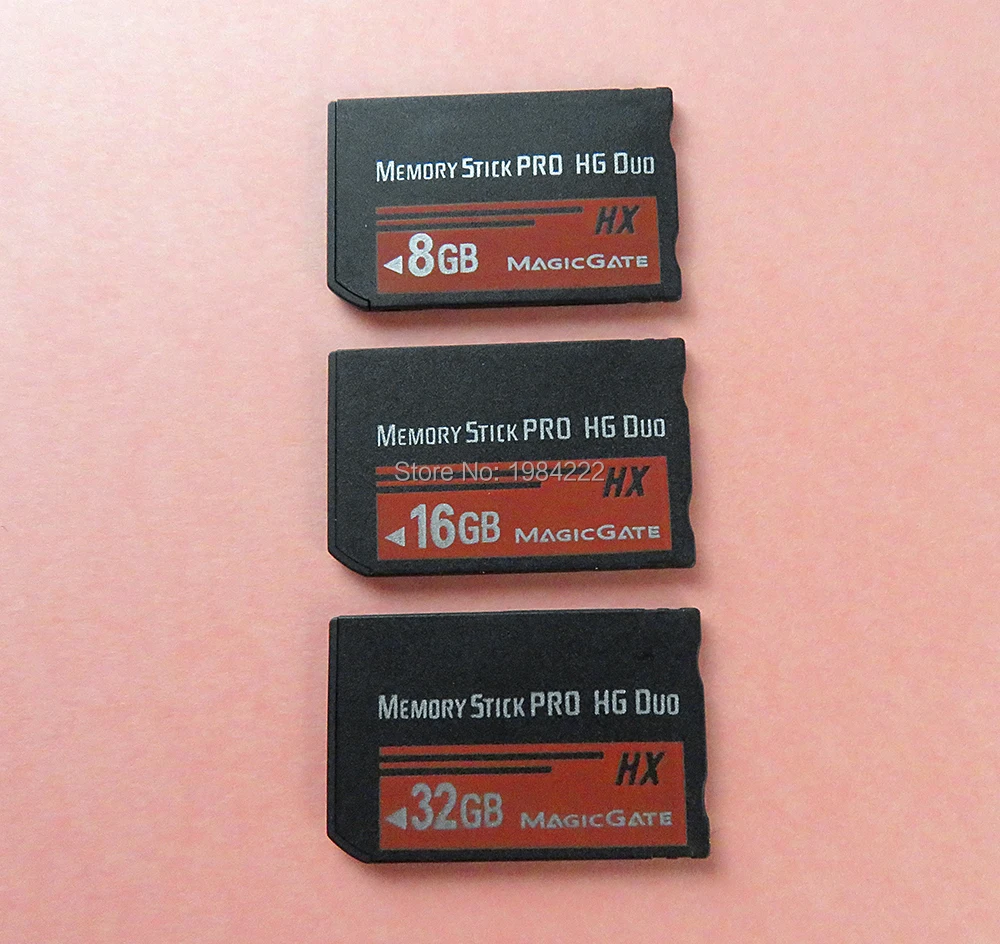 MEMORY STICK PRO HG DUO
HX
◄8GB MAGICGATE
MEMORY STICK PRO HG DUO
Store No: 1984222
HX
◄16GB MAGICGATE
MEMORY STICK PRO HG DUO
HX
◄32GB MAGICGATE